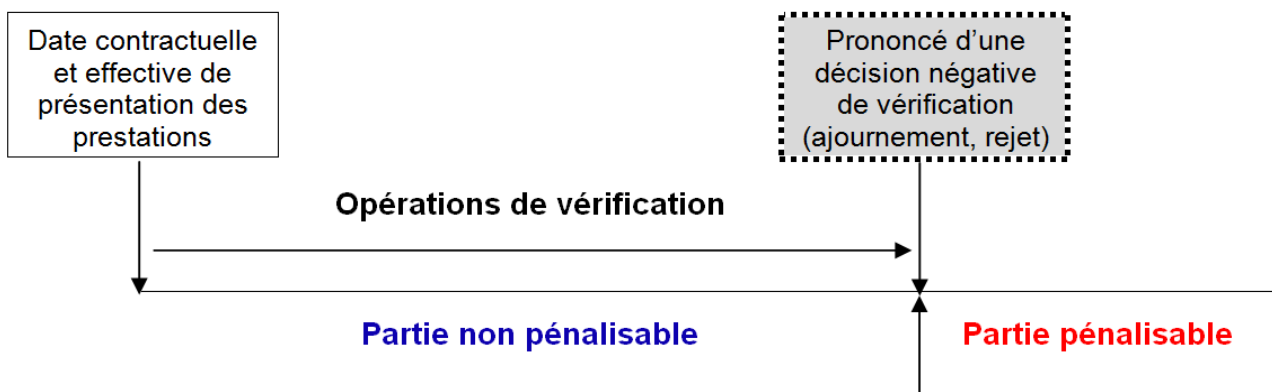 Date contractuelle
et effective de
présentation des
prestations
Prononcé d’une
décision négative
de vérification
(ajournement, rejet)
Opérations de vérification
Partie non pénalisable
Partie pénalisable